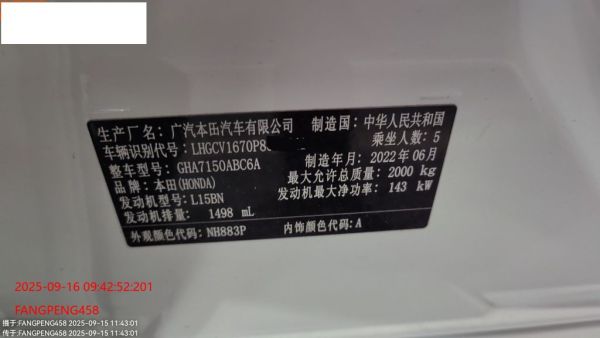 生产厂名：广汽本田汽车有限公司 制造国：中华人民共和国
车辆识别代号：LHGCV1670P8 乘坐人数：5
整车型号：GHA7150ABC6A 制造年月：2022年06月
品牌：本田(HONDA) 最大允许总质量：2000 kg
发动机型号：L15BN 发动机最大净功率：143 kW
发动机排量：1498 mL
外观颜色代码：NH883P 内饰颜色代码：A
2025-09-16 09:42:52:201
FANGPENG458
摄于:FANGPENG458 2025-09-15 11:43:01
传于:FANGPENG458 2025-09-15 11:43:01